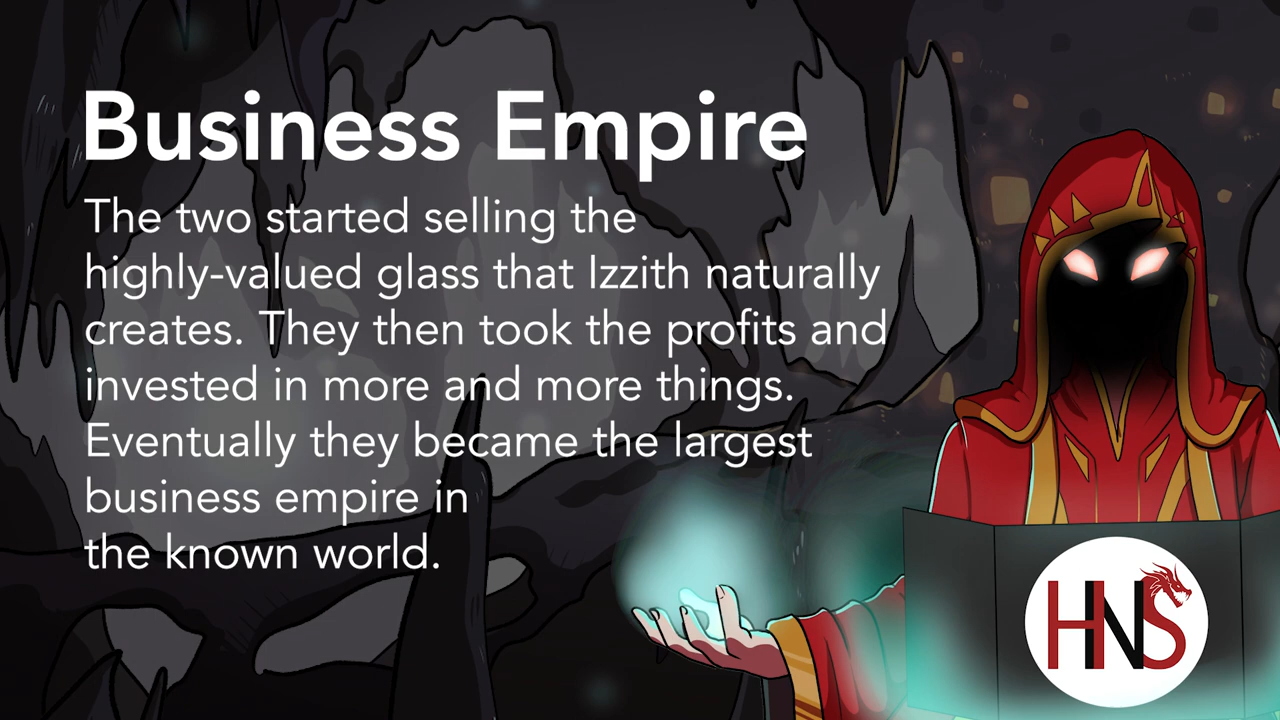 Business Empire
The two started selling the
highly-valued glass that Izzith naturally
creates. They then took the profits and
invested in more and more things.
Eventually they became the largest
business empire in
the known world.
HNS